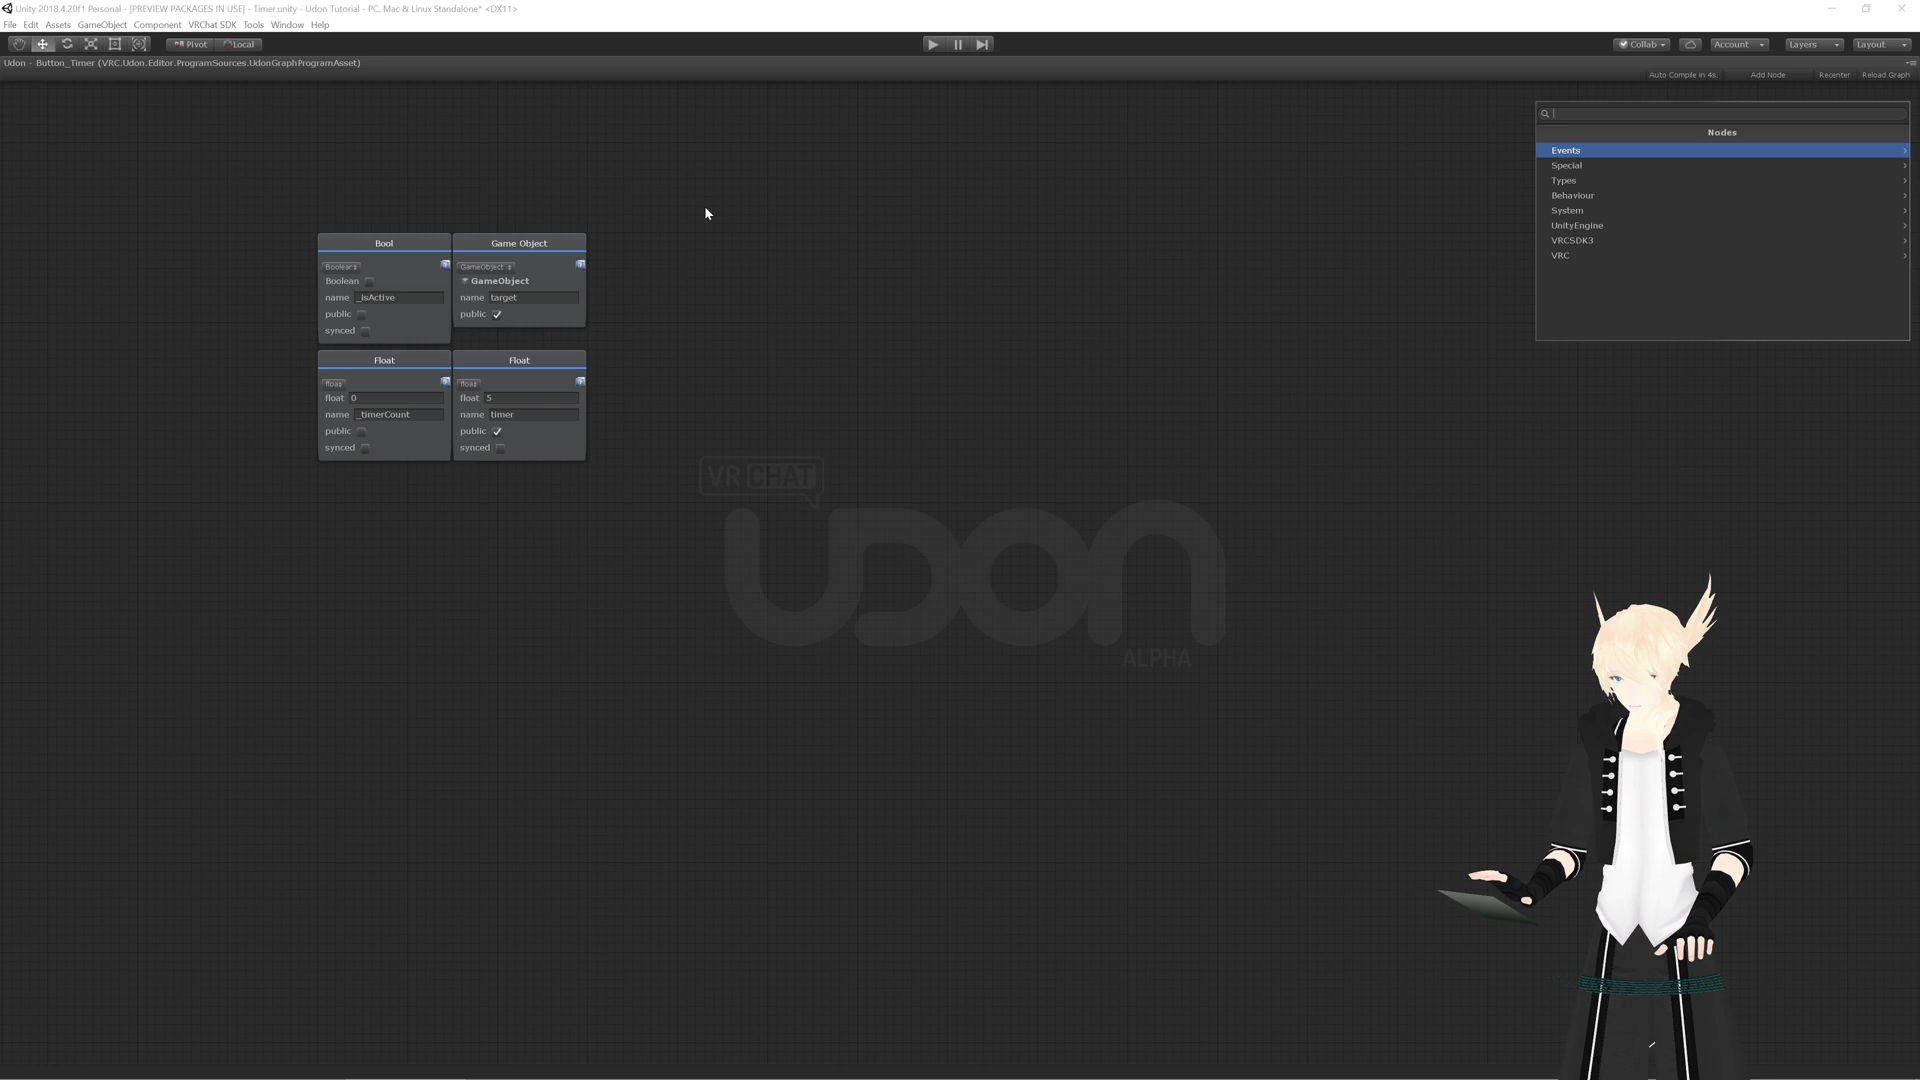 Unity 2018.4.20f1 Personal - [PREVIEW PACKAGES IN USE] - Timer.unity - Udon Tutorial - PC, Mac & Linux Standalone* <DX11>
File Edit Assets GameObject Component VRChat SDK Tools Window Help
Pivot Local Collab Account Layers Layout
Udon - Button_Timer (VRC.Udon.Editor.ProgramSources.UdonGraphProgramAsset)
Auto Compile in 4s. Add Node Recenter Reload Graph
Nodes
Events
Special
Types
Behaviour
System
UnityEngine
VRCSDK3
VRC
Bool
Boolean
Boolean
name _isActive
public
synced
Game Object
GameObject
GameObject
name target
public
Float
float
float 0
name _timerCount
public
synced
Float
float
float 5
name timer
public
synced
VR CHAT
UDON
ALPHA